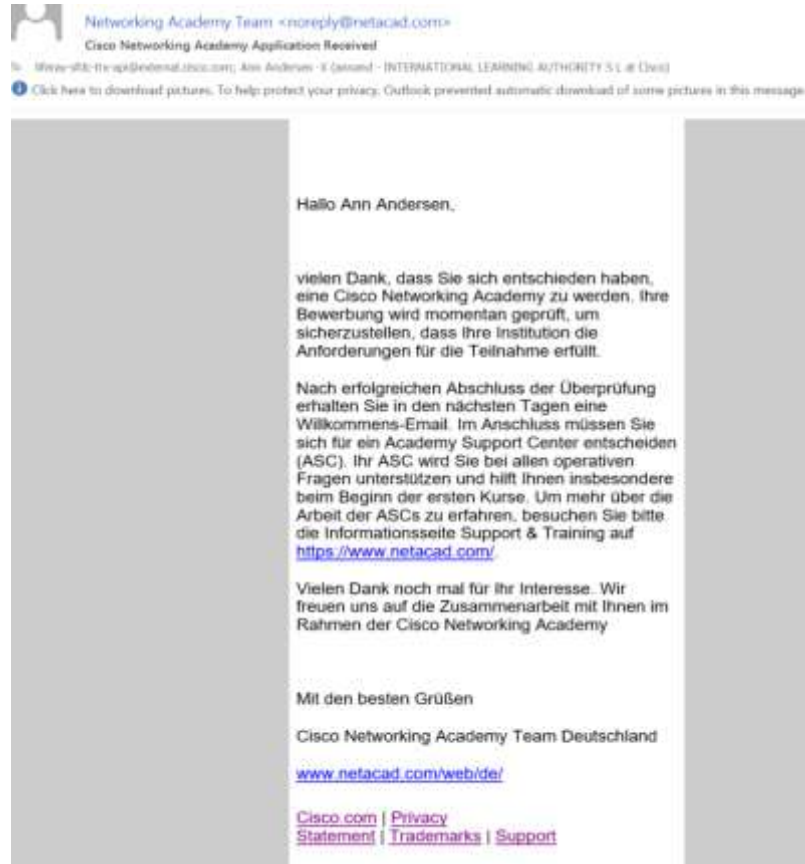 Networking Academy Team <noreply@netacad.com>
Cisco Networking Academy Application Received
Click here to download pictures. To help protect your privacy, Outlook prevented automatic download of some pictures in this message.
Hallo Ann Andersen,
vielen Dank, dass Sie sich entschieden haben,
eine Cisco Networking Academy zu werden. Ihre
Bewerbung wird momentan geprüft, um
sicherzustellen, dass Ihre Institution die
Anforderungen für die Teilnahme erfüllt.
Nach erfolgreichen Abschluss der Überprüfung
erhalten Sie in den nächsten Tagen eine
Willkommens-Email. Im Anschluss müssen Sie
sich für ein Academy Support Center entscheiden
(ASC). Ihr ASC wird Sie bei allen operativen
Fragen unterstützen und hilft Ihnen insbesondere
beim Beginn der ersten Kurse. Um mehr über die
Arbeit der ASCs zu erfahren, besuchen Sie bitte
die Informationsseite Support & Training auf
https://www.netacad.com/.
Vielen Dank noch mal für Ihr Interesse. Wir
freuen uns auf die Zusammenarbeit mit Ihnen im
Rahmen der Cisco Networking Academy
Mit den besten Grüßen
Cisco Networking Academy Team Deutschland
www.netacad.com/web/de/
Cisco.com | Privacy
Statement | Trademarks | Support